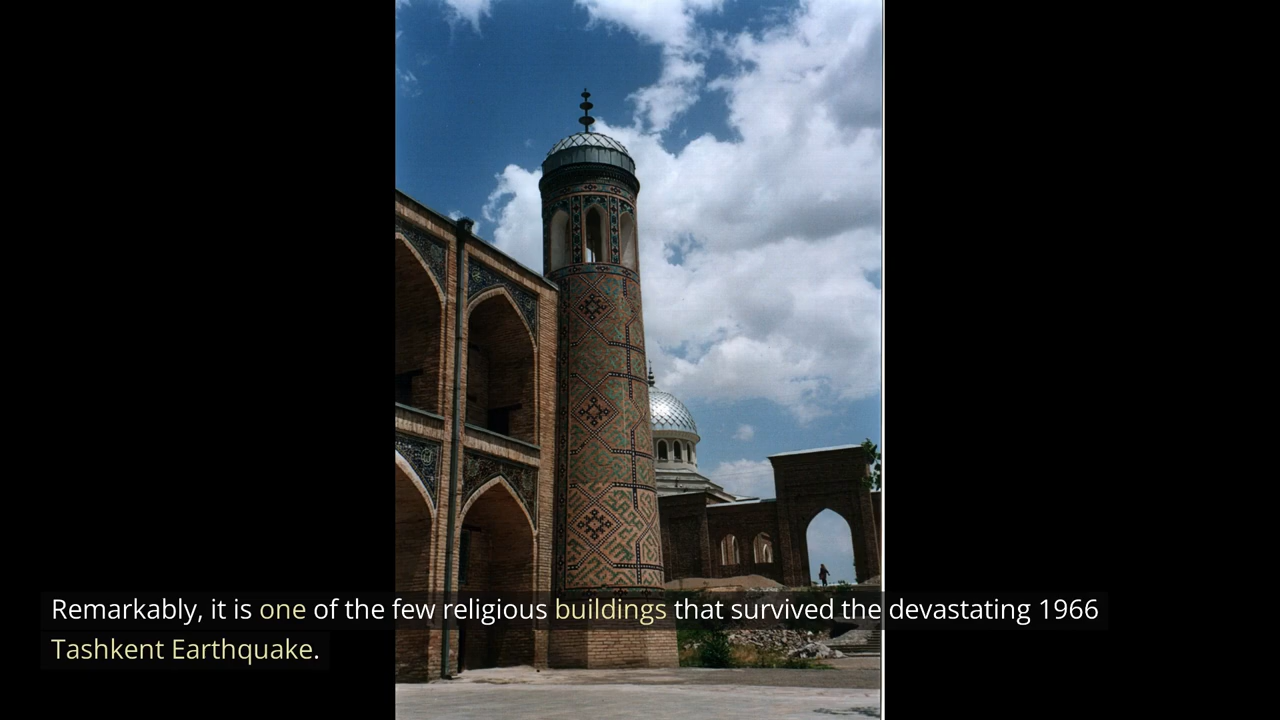 Remarkably, it is one of the few religious buildings that survived the devastating 1966
Tashkent Earthquake.